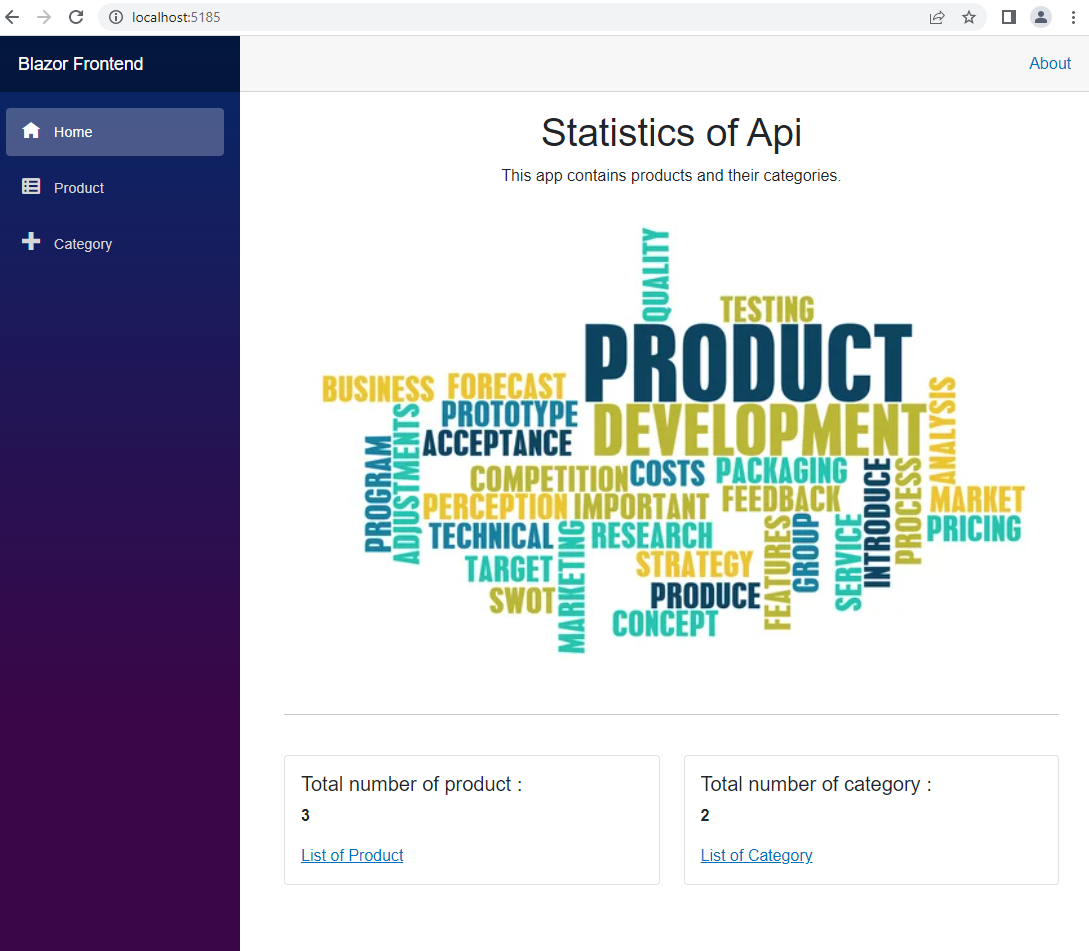 localhost:5185
Blazor Frontend
About
Home
Product
Category
Statistics of Api
This app contains products and their categories.
QUALITY
TESTING
PRODUCT
BUSINESS FORECAST
PROTOTYPE
DEVELOPMENT
ANALYSIS
ADJUSTMENTS
ACCEPTANCE
PROGRAM
COMPETITION COSTS PACKAGING
INTRODUCE
PROCESS
PERCEPTION IMPORTANT FEEDBACK
MARKET
TECHNICAL
MARKETING
RESEARCH
FEATURES
GROUP
SERVICE
PRICING
TARGET
STRATEGY
SWOT
PRODUCE
CONCEPT
Total number of product :
3
List of Product
Total number of category :
2
List of Category